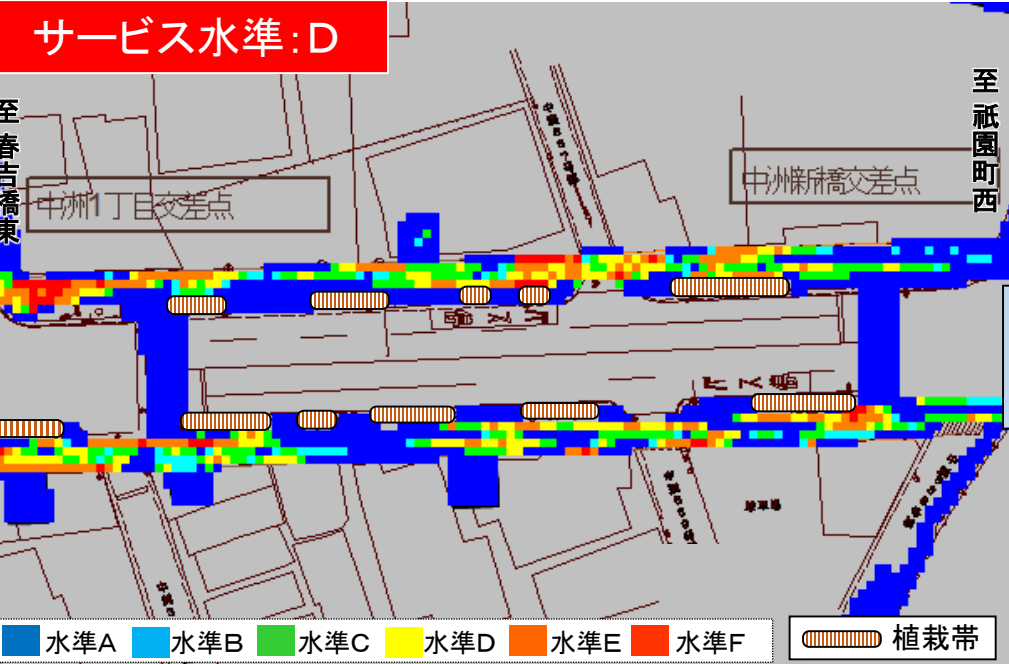 サービス水準:D
至 春吉橋東
至 祇園町西
中洲1丁目交差点
中洲新橋交差点
水準A
水準B
水準C
水準D
水準E
水準F
植栽帯